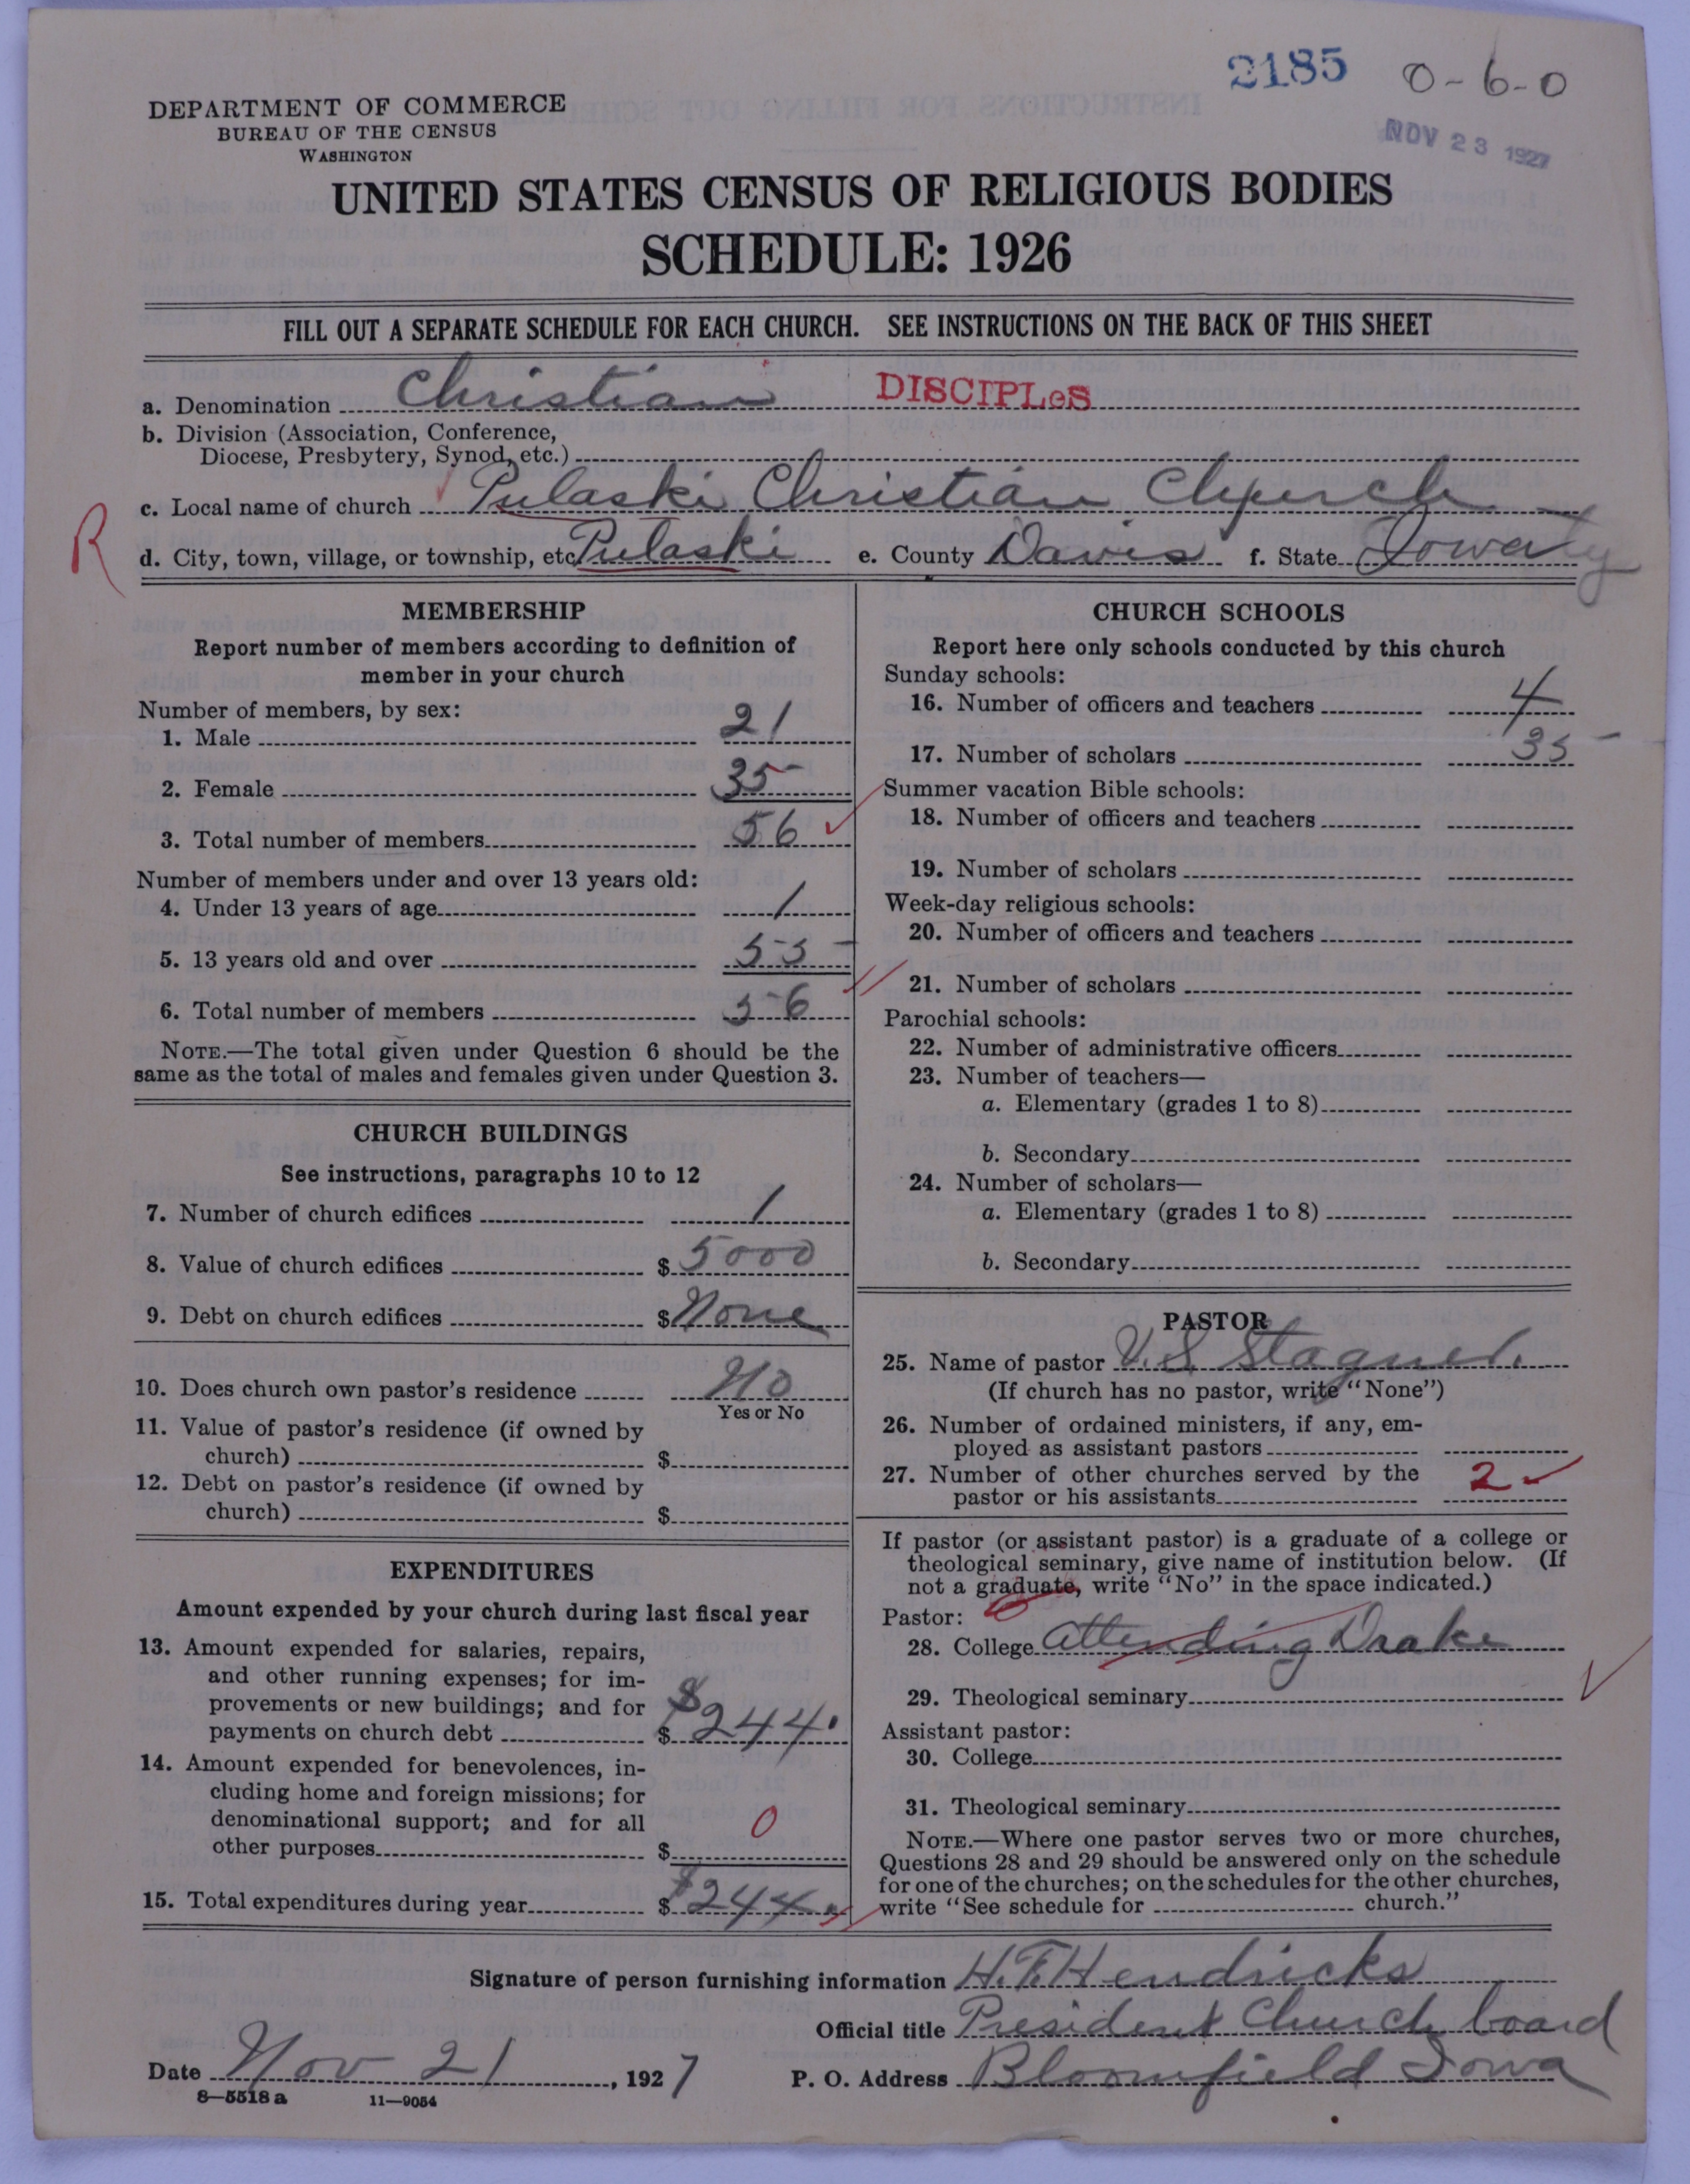 2185 0-6-0
NOV 23 1927
DEPARTMENT OF COMMERCE
BUREAU OF THE CENSUS
WASHINGTON
UNITED STATES CENSUS OF RELIGIOUS BODIES
SCHEDULE: 1926
FILL OUT A SEPARATE SCHEDULE FOR EACH CHURCH. SEE INSTRUCTIONS ON THE BACK OF THIS SHEET
a. Denomination Christian DISCIPLeS
b. Division (Association, Conference,
Diocese, Presbytery, Synod, etc.)
c. Local name of church Pulaski Christian Church
R
d. City, town, village, or township, etc. Pulaski e. County Davis f. State Iowa
MEMBERSHIP
Report number of members according to definition of
member in your church
Number of members, by sex:
1. Male 21
2. Female 35
3. Total number of members 56
Number of members under and over 13 years old:
4. Under 13 years of age 1
5. 13 years old and over 55
6. Total number of members 56
NOTE.—The total given under Question 6 should be the
same as the total of males and females given under Question 3.
CHURCH BUILDINGS
See instructions, paragraphs 10 to 12
7. Number of church edifices 1
8. Value of church edifices $ 5000
9. Debt on church edifices $ None
10. Does church own pastor's residence No
Yes or No
11. Value of pastor's residence (if owned by
church) $
12. Debt on pastor's residence (if owned by
church) $
EXPENDITURES
Amount expended by your church during last fiscal year
13. Amount expended for salaries, repairs,
and other running expenses; for im-
provements or new buildings; and for
payments on church debt $ $244.
14. Amount expended for benevolences, in-
cluding home and foreign missions; for
denominational support; and for all
other purposes $ 0
15. Total expenditures during year $ $244
CHURCH SCHOOLS
Report here only schools conducted by this church
Sunday schools:
16. Number of officers and teachers 4
17. Number of scholars 35
Summer vacation Bible schools:
18. Number of officers and teachers
19. Number of scholars
Week-day religious schools:
20. Number of officers and teachers
21. Number of scholars
Parochial schools:
22. Number of administrative officers
23. Number of teachers—
a. Elementary (grades 1 to 8)
b. Secondary
24. Number of scholars—
a. Elementary (grades 1 to 8)
b. Secondary
PASTOR
25. Name of pastor V. S. Stagner.
(If church has no pastor, write "None")
26. Number of ordained ministers, if any, em-
ployed as assistant pastors
27. Number of other churches served by the
pastor or his assistants 2
If pastor (or assistant pastor) is a graduate of a college or
theological seminary, give name of institution below. (If
not a graduate, write "No" in the space indicated.)
Pastor:
28. College attending Drake
29. Theological seminary
Assistant pastor:
30. College
31. Theological seminary
NOTE.—Where one pastor serves two or more churches,
Questions 28 and 29 should be answered only on the schedule
for one of the churches; on the schedules for the other churches,
write "See schedule for church."
Signature of person furnishing information H. F. Hendricks
Official title President Church board
Date Nov 21, 1927 P. O. Address Bloomfield Iowa
8—5518 a 11—9054